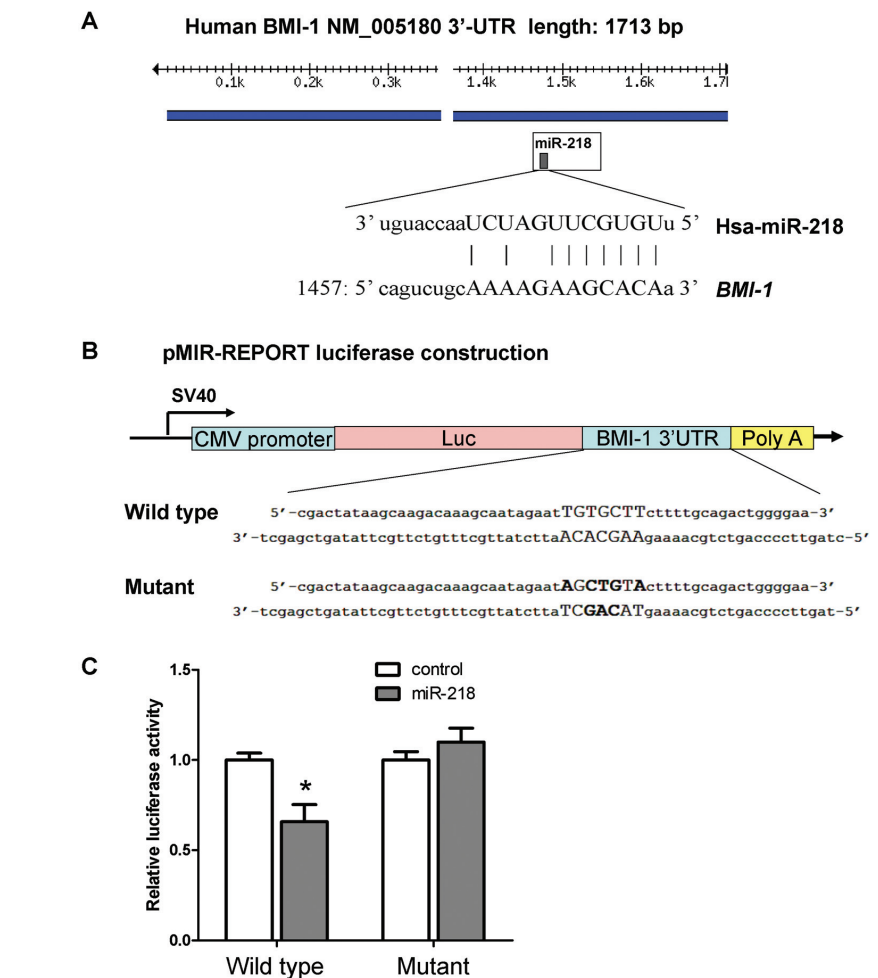 A
Human BMI-1 NM_005180 3’-UTR length: 1713 bp
0.1k 0.2k 0.3k 1.4k 1.5k 1.6k 1.7l
miR-218
3’ uguaccaaUCUAGUUCGUGUu 5’ Hsa-miR-218
1457: 5’ cagucugcAAAAGAAGCACAa 3’ BMI-1
B
pMIR-REPORT luciferase construction
SV40
CMV promoter Luc BMI-1 3’UTR Poly A
Wild type 5’-cgactataagcaagacaaagcaatagaatTGTGCTTcttttgcagactggggaa-3’
3’-tcgagctgatattcgttctgtttcgttatcttaACACGAAgaaaacgtctgaccccttgatc-5’
Mutant 5’-cgactataagcaagacaaagcaatagaatAGCTGTActtttgcagactggggaa-3’
3’-tcgagctgatattcgttctgtttcgttatcttaTCGACATgaaaacgtctgaccccttgat-5’
C
control
miR-218
Relative luciferase activity
1.5
1.0
0.5
0.0
*
Wild type Mutant